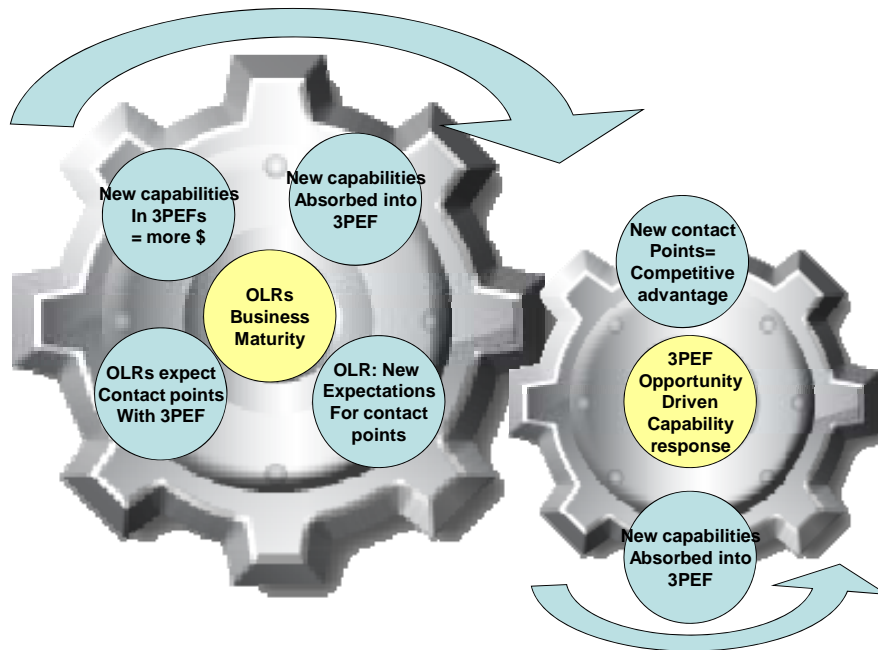 New capabilities
In 3PEFs
= more $
New capabilities
Absorbed into
3PEF
OLRs
Business
Maturity
OLRs expect
Contact points
With 3PEF
OLR: New
Expectations
For contact
points
New contact
Points=
Competitive
advantage
3PEF
Opportunity
Driven
Capability
response
New capabilities
Absorbed into
3PEF